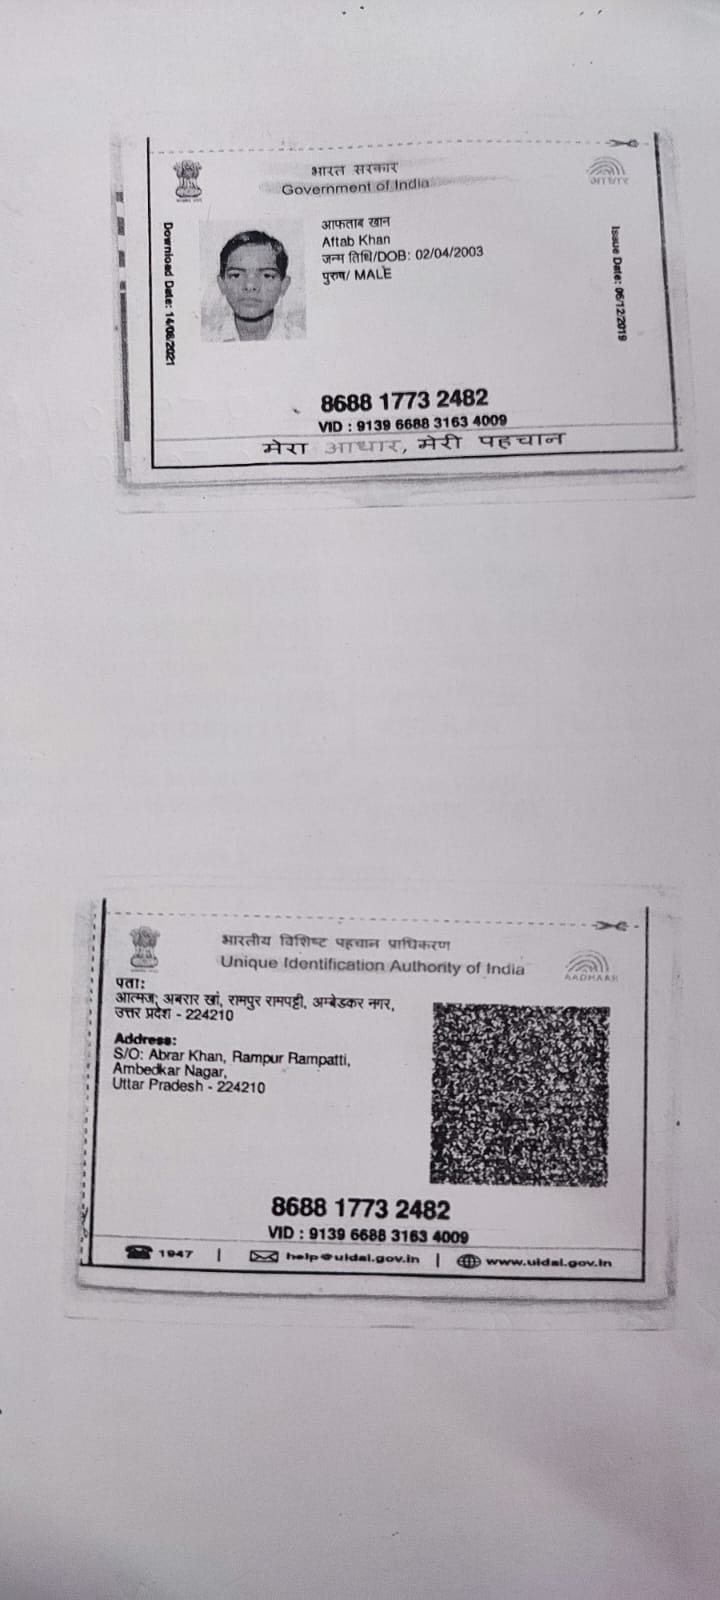 भारत सरकार
Government of India
आधार
Download Date: 14/08/2021
आफताब खान
Aftab Khan
जन्म तिथि/DOB: 02/04/2003
पुरुष/ MALE
Issue Date: 06/12/2019
8688 1773 2482
VID : 9139 6688 3163 4009
मेरा आधार, मेरी पहचान
भारतीय विशिष्ट पहचान प्राधिकरण
Unique Identification Authority of India
AADHAAR
पता:
आत्मज: अबरार खां, रामपुर रामपट्टी, अम्बेडकर नगर,
उत्तर प्रदेश - 224210
Address:
S/O: Abrar Khan, Rampur Rampatti,
Ambedkar Nagar,
Uttar Pradesh - 224210
8688 1773 2482
VID : 9139 6688 3163 4009
1947 | help@uidai.gov.in | www.uidai.gov.in